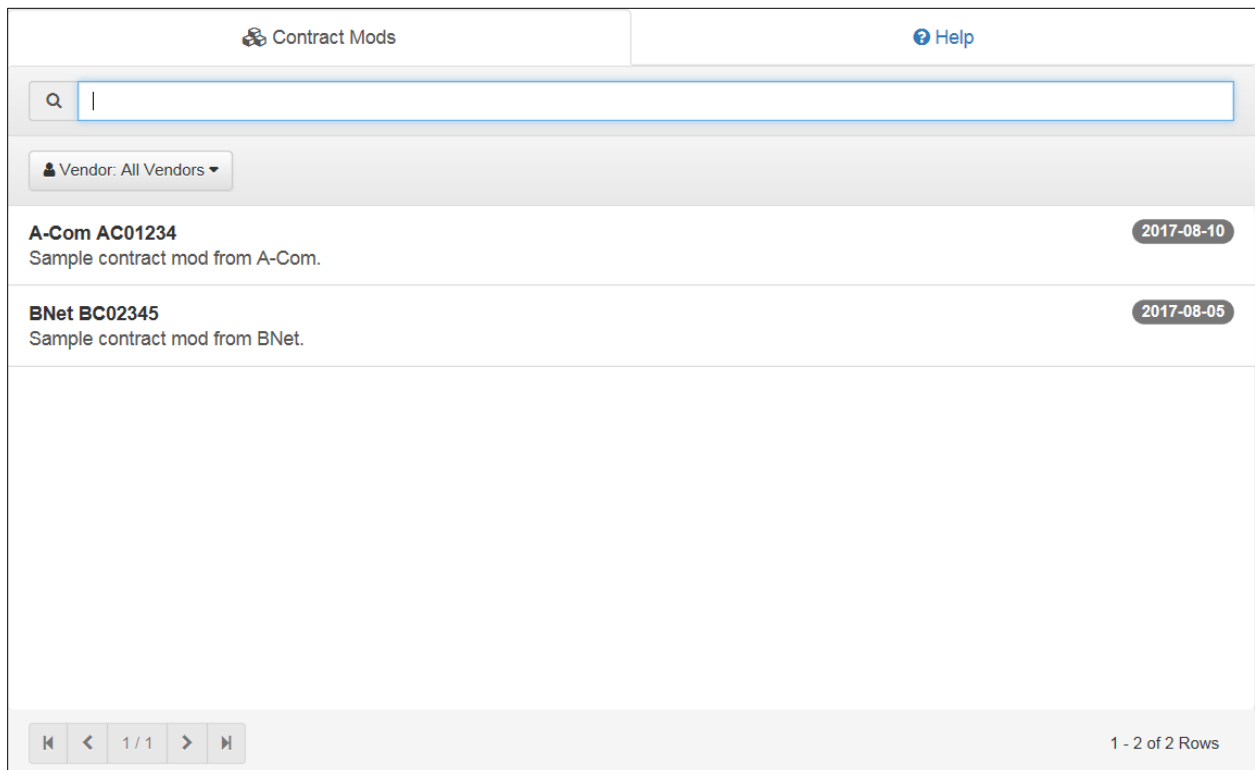 Contract Mods
Help
Vendor: All Vendors
A-Com AC01234
2017-08-10
Sample contract mod from A-Com.
BNet BC02345
2017-08-05
Sample contract mod from BNet.
1 / 1
1 - 2 of 2 Rows